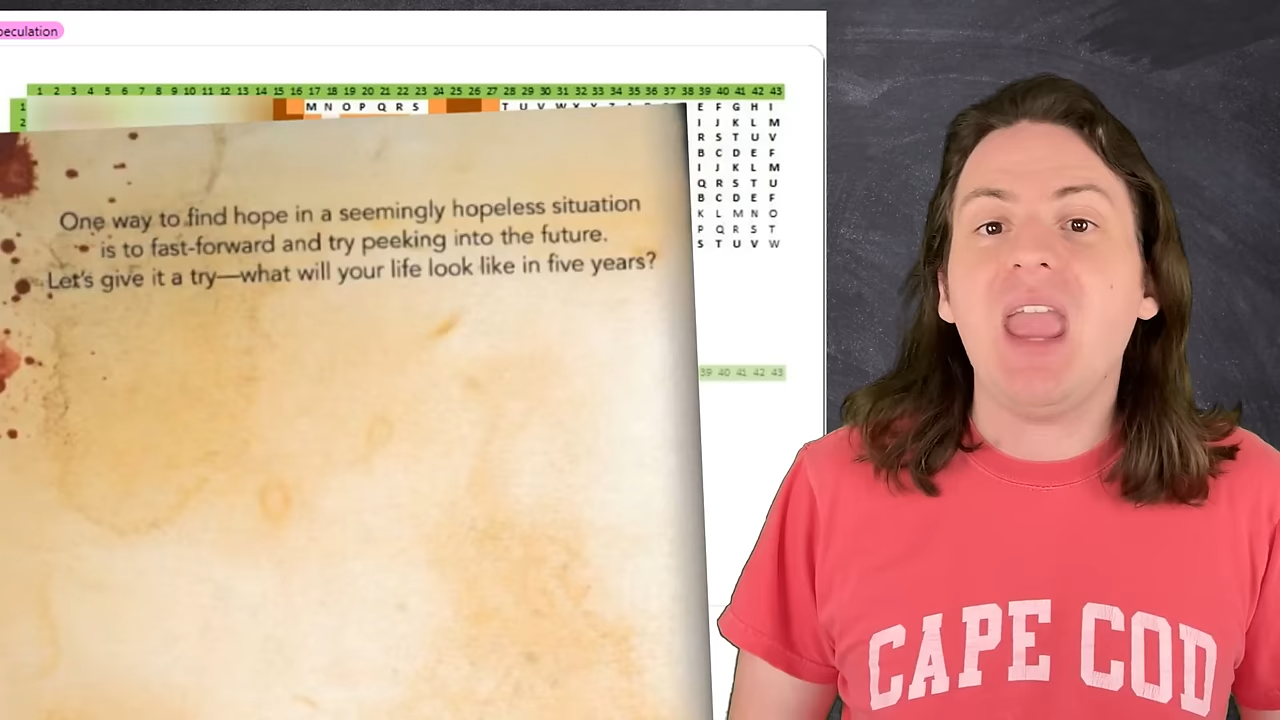 peculation
1 2 3 4 5 6 7 8 9 10 11 12 13 14 15 16 17 18 19 20 21 22 23 24 25 26 27 28 29 30 31 32 33 34 35 36 37 38 39 40 41 42 43
1 M N O P Q R S T U V W X Y E F G H I
2 I J K L M
R S T U V
B C D E F
I J K L M
Q R S T U
B C D E F
K L M N O
P Q R S T
S T U V W
One way to find hope in a seemingly hopeless situation
is to fast-forward and try peeking into the future.
Let's give it a try—what will your life look like in five years?
39 40 41 42 43
CAPE COD